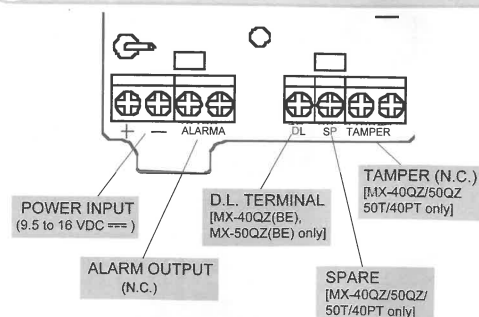 + − ALARMA DL SP TAMPER
TAMPER (N.C.)
[MX-40QZ/50QZ
50T/40PT only]
POWER INPUT
(9.5 to 16 VDC ⎓ )
D.L. TERMINAL
[MX-40QZ(BE),
MX-50QZ(BE) only]
ALARM OUTPUT
(N.C.)
SPARE
[MX-40QZ/50QZ/
50T/40PT only]